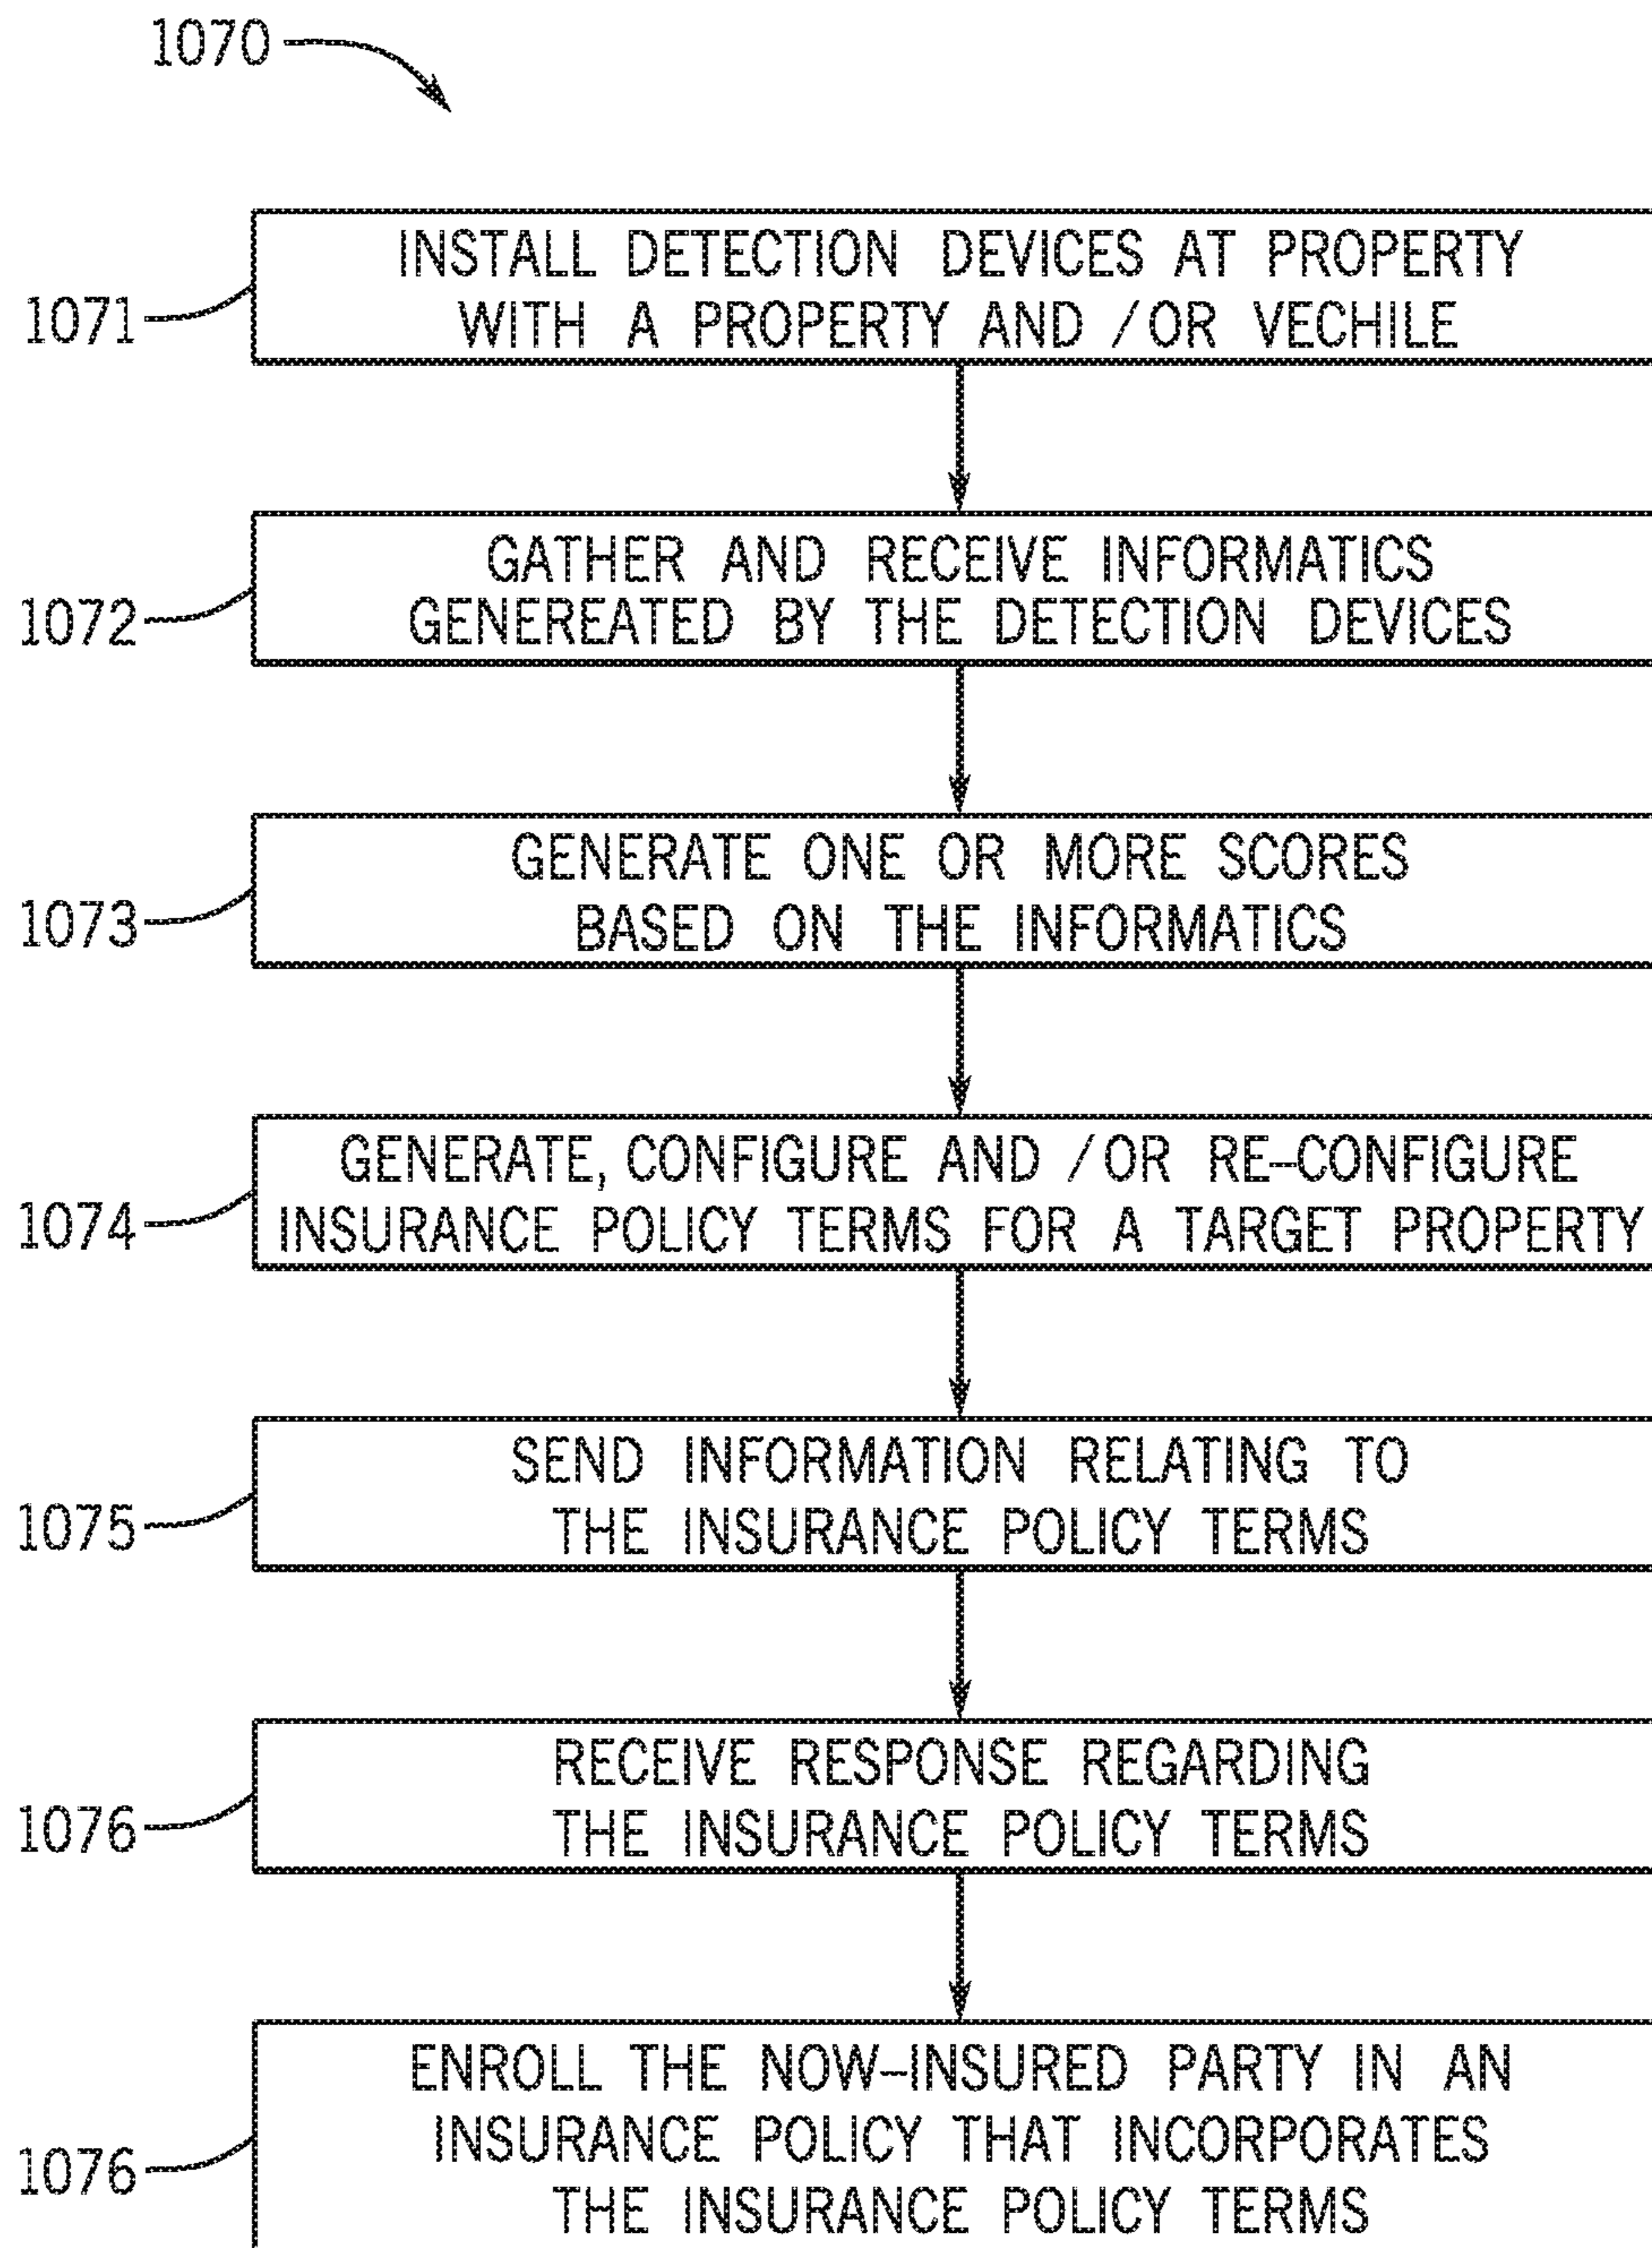 1070
INSTALL DETECTION DEVICES AT PROPERTY
WITH A PROPERTY AND /OR VECHILE
1071
GATHER AND RECEIVE INFORMATICS
GENEREATED BY THE DETECTION DEVICES
1072
GENERATE ONE OR MORE SCORES
BASED ON THE INFORMATICS
1073
GENERATE, CONFIGURE AND /OR RE-CONFIGURE
INSURANCE POLICY TERMS FOR A TARGET PROPERTY
1074
SEND INFORMATION RELATING TO
THE INSURANCE POLICY TERMS
1075
RECEIVE RESPONSE REGARDING
THE INSURANCE POLICY TERMS
1076
ENROLL THE NOW-INSURED PARTY IN AN
INSURANCE POLICY THAT INCORPORATES
THE INSURANCE POLICY TERMS
1076